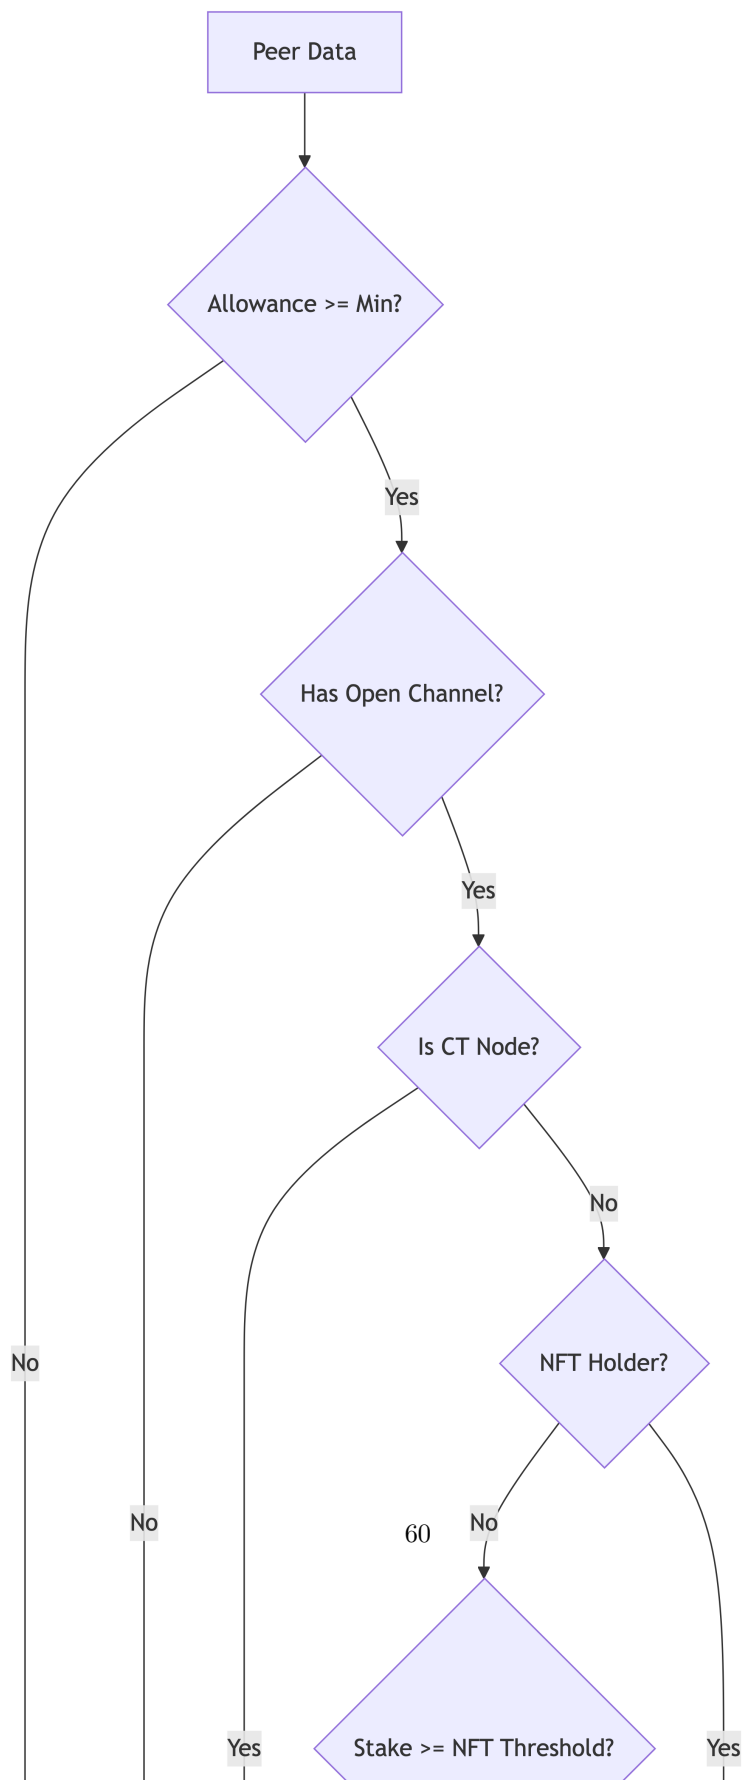 Peer Data
Allowance >= Min?
Yes
Has Open Channel?
Yes
Is CT Node?
No
No
NFT Holder?
No
60
No
Yes
Stake >= NFT Threshold?
Yes